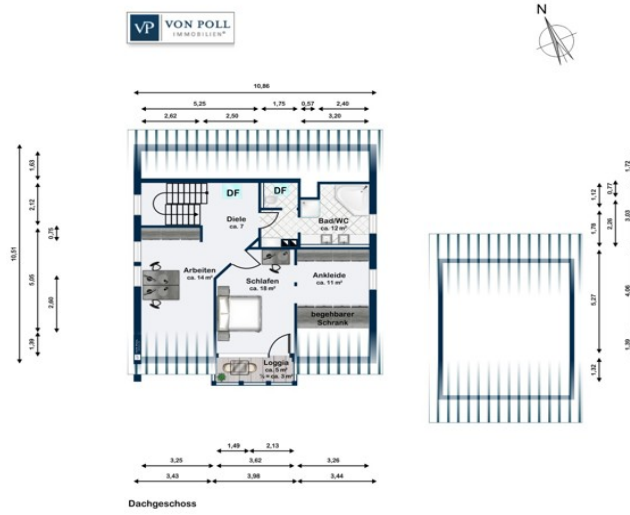 VP VON POLL
IMMOBILIEN®
N
10,86
5,25 1,75 0,57 2,40
2,62 2,50 3,20
10,51
1,63
2,12
0,75
5,05
2,60
1,39
DF
DF
Diele
ca. 7
Bad/WC
ca. 12 m²
Arbeiten
ca. 14 m²
Schlafen
ca. 18 m²
Ankleide
ca. 11 m²
begehbarer
Schrank
Loggia
ca. 5 m²
½ = ca. 3 m²
1,72
0,77
1,12
3,03
2,26
1,78
5,27
4,06
1,32
1,49 2,13
3,25 3,62 3,26
3,43 3,98 3,44
Dachgeschoss